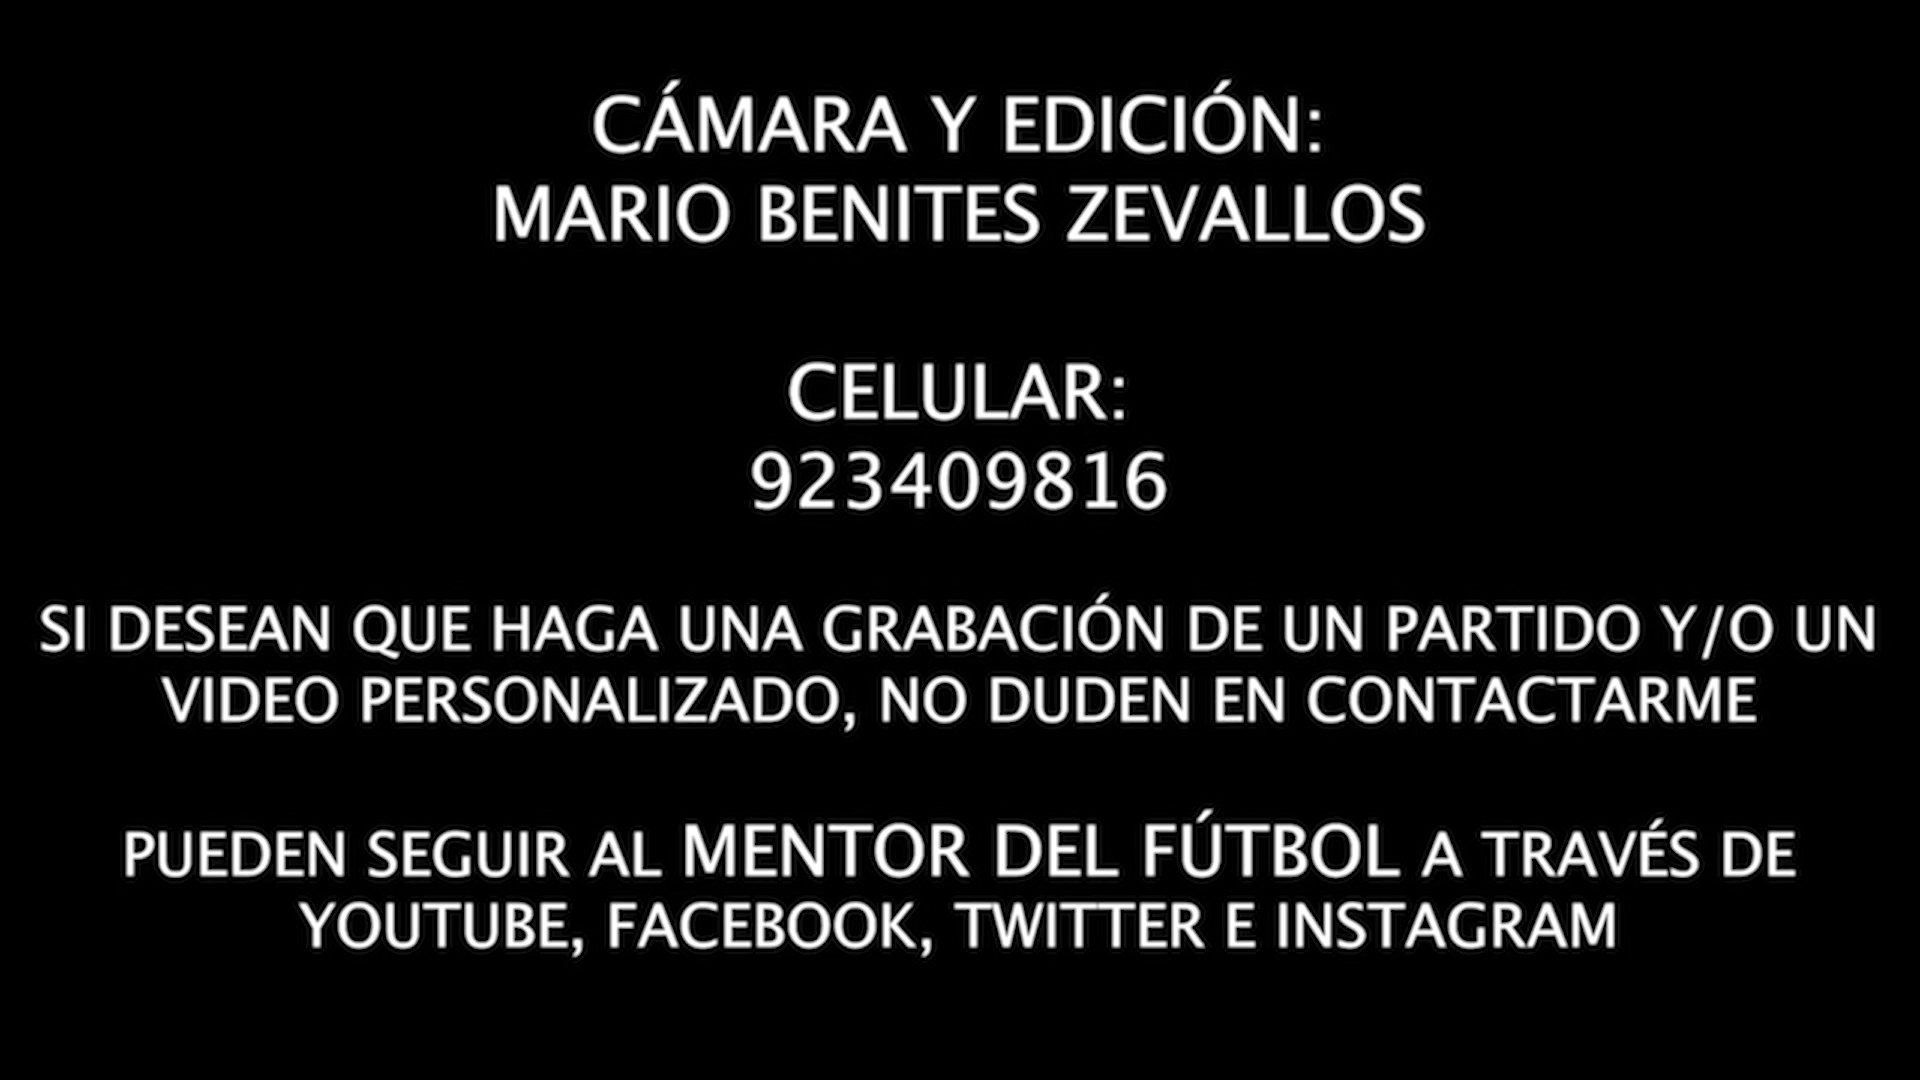 CÁMARA Y EDICIÓN:
MARIO BENITES ZEVALLOS
CELULAR:
923409816
SI DESEAN QUE HAGA UNA GRABACIÓN DE UN PARTIDO Y/O UN
VIDEO PERSONALIZADO, NO DUDEN EN CONTACTARME
PUEDEN SEGUIR AL MENTOR DEL FÚTBOL A TRAVÉS DE
YOUTUBE, FACEBOOK, TWITTER E INSTAGRAM